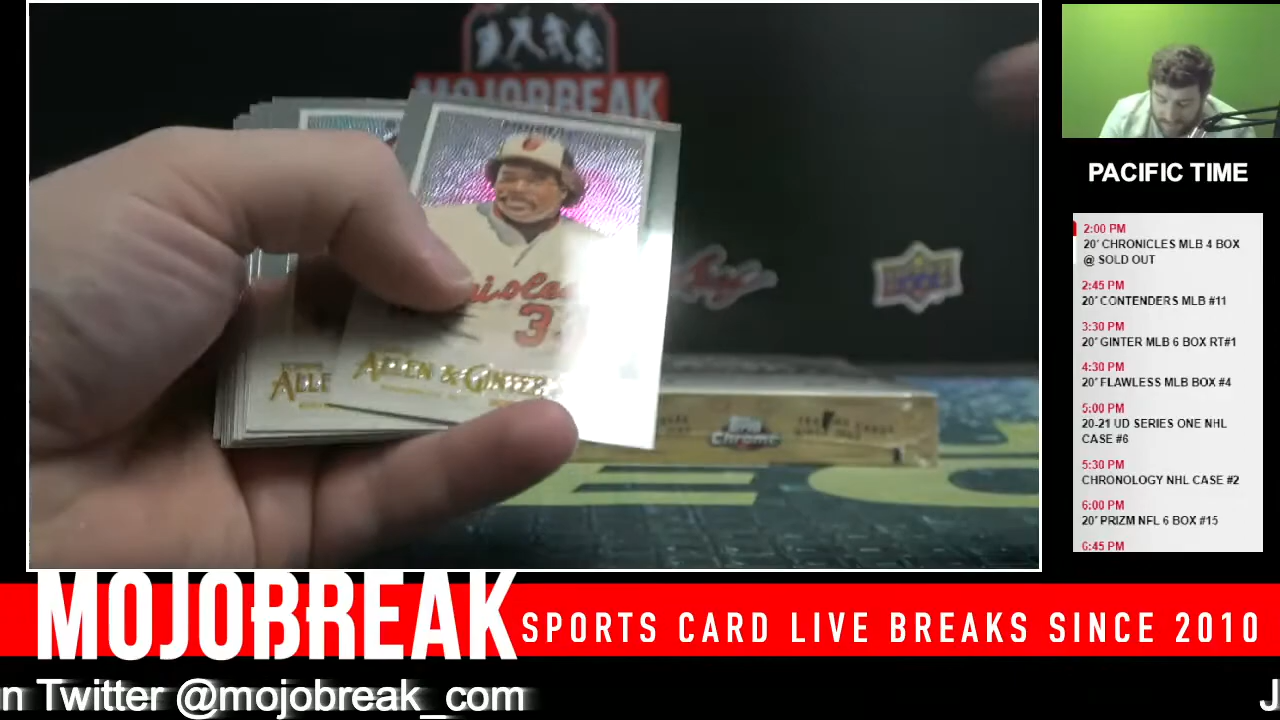 MOJOBREAK
Orioles
3
ALLEN & GINTER
ALLE
Chrome
PACIFIC TIME
2:00 PM
20' CHRONICLES MLB 4 BOX
@ SOLD OUT
2:45 PM
20' CONTENDERS MLB #11
3:30 PM
20' GINTER MLB 6 BOX RT#1
4:30 PM
20' FLAWLESS MLB BOX #4
5:00 PM
20-21 UD SERIES ONE NHL
CASE #6
5:30 PM
CHRONOLOGY NHL CASE #2
6:00 PM
20' PRIZM NFL 6 BOX #15
6:45 PM
MOJOBREAK SPORTS CARD LIVE BREAKS SINCE 2010
n Twitter @mojobreak_com J